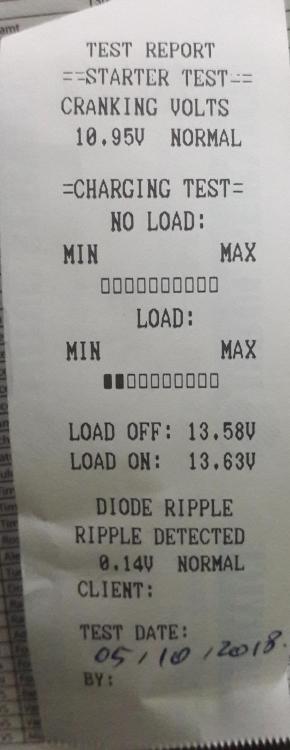 TEST REPORT
==STARTER TEST==
CRANKING VOLTS
10.95V NORMAL
=CHARGING TEST=
NO LOAD:
MIN MAX
▯▯▯▯▯▯▯▯▯▯
LOAD:
MIN MAX
▮▮▯▯▯▯▯▯▯▯
LOAD OFF: 13.58V
LOAD ON: 13.63V
DIODE RIPPLE
RIPPLE DETECTED
0.14V NORMAL
CLIENT:
TEST DATE:
05/10/2018.
BY: